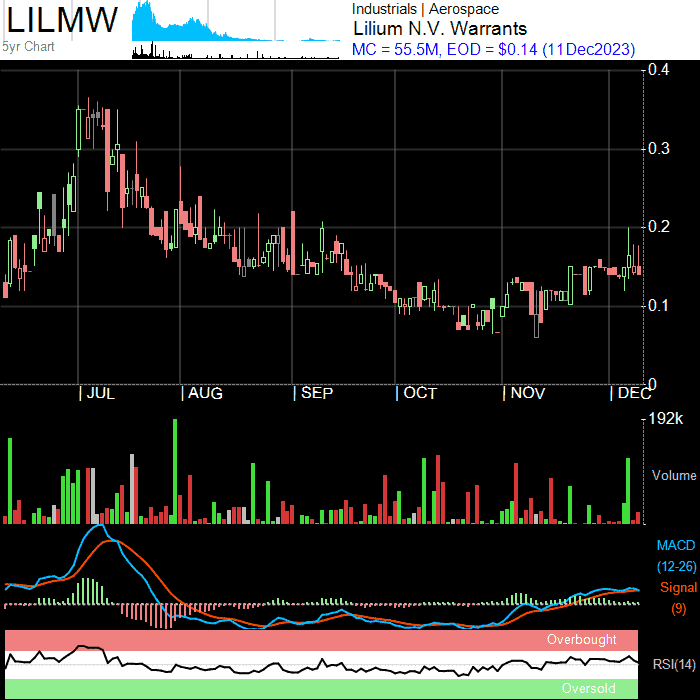 LILMW
5yr Chart
Industrials | Aerospace
Lilium N.V. Warrants
MC = 55.5M, EOD = $0.14 (11Dec2023)
0.4
0.3
0.2
0.1
0
JUL AUG SEP OCT NOV DEC
192k
Volume
MACD
(12-26)
Signal
(9)
Overbought
RSI(14)
Oversold